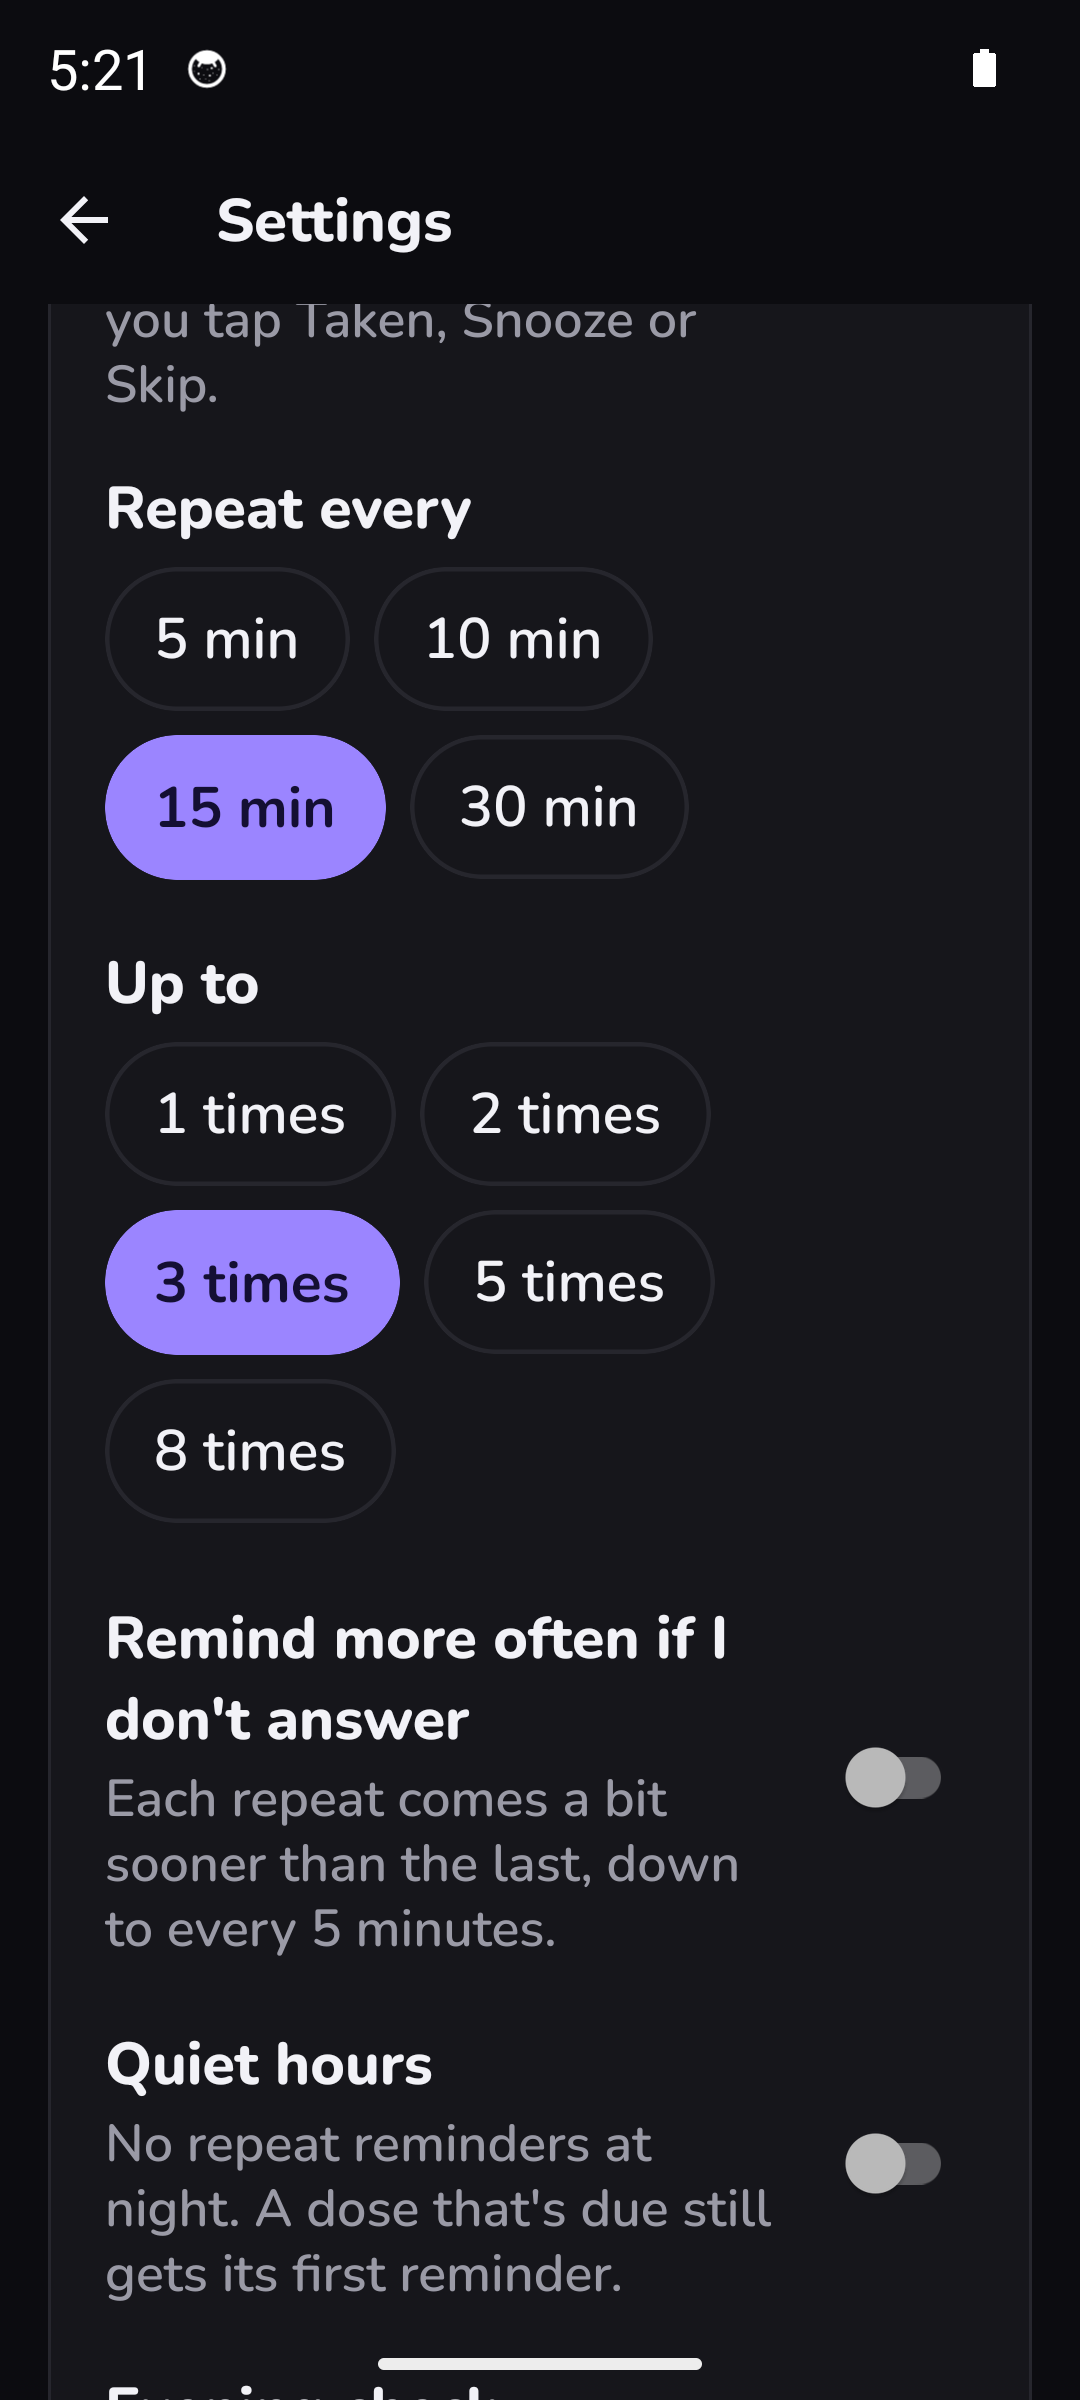 5:21
Settings
you tap Taken, Snooze or
Skip.
Repeat every
5 min
10 min
15 min
30 min
Up to
1 times
2 times
3 times
5 times
8 times
Remind more often if I
don't answer
Each repeat comes a bit
sooner than the last, down
to every 5 minutes.
Quiet hours
No repeat reminders at
night. A dose that's due still
gets its first reminder.
Evening check